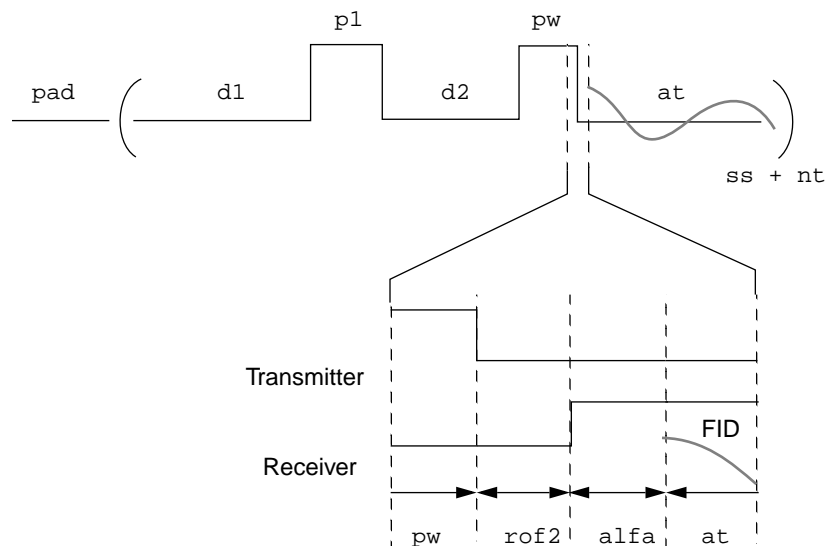 p1 pw
pad d1 d2 at
ss + nt
Transmitter
FID
Receiver
pw rof2 alfa at